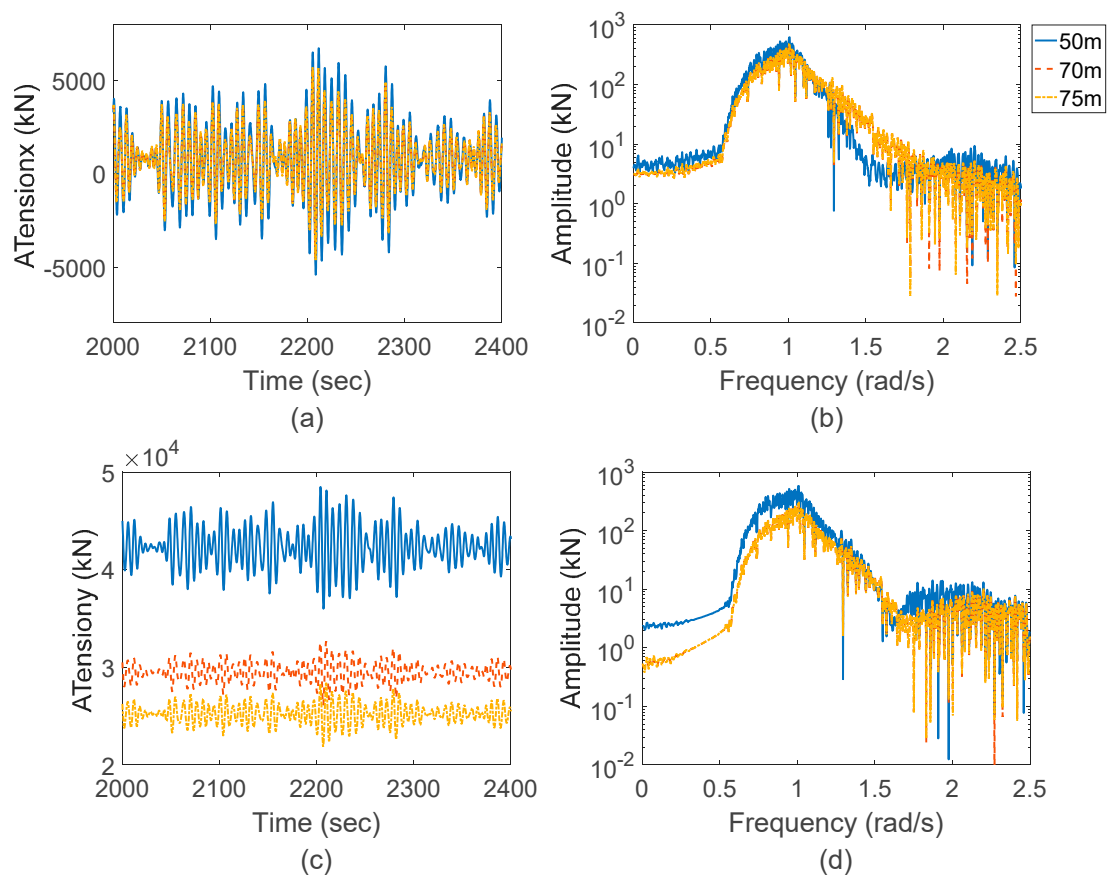 ATensionx (kN)
5000
0
-5000
2000 2100 2200 2300 2400
Time (sec)
(a)
Amplitude (kN)
10^3
10^2
10^1
10^0
10^-1
10^-2
0 0.5 1 1.5 2 2.5
Frequency (rad/s)
(b)
50m
70m
75m
ATensiony (kN)
×10^4
5
4
3
2
2000 2100 2200 2300 2400
Time (sec)
(c)
Amplitude (kN)
10^3
10^2
10^1
10^0
10^-1
10^-2
0 0.5 1 1.5 2 2.5
Frequency (rad/s)
(d)